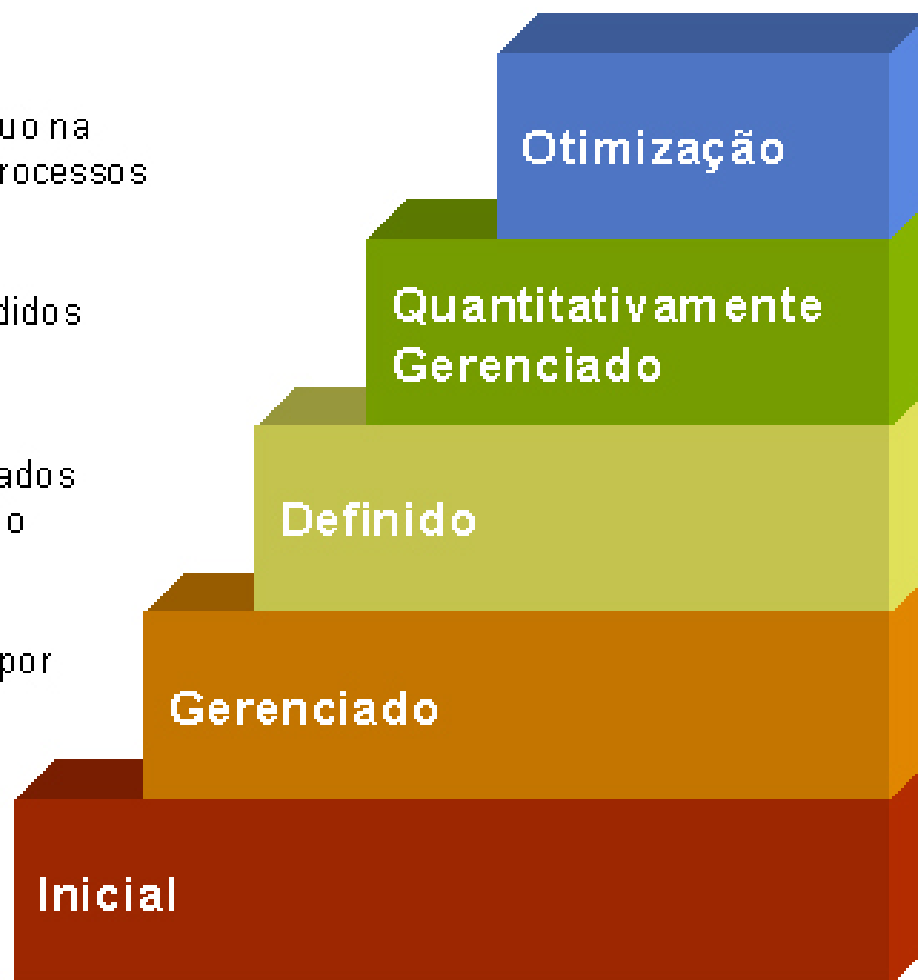 uo na
rocessos
Otimização
didos
Quantitativamente
Gerenciado
ados
o
Definido
por
Gerenciado
Inicial